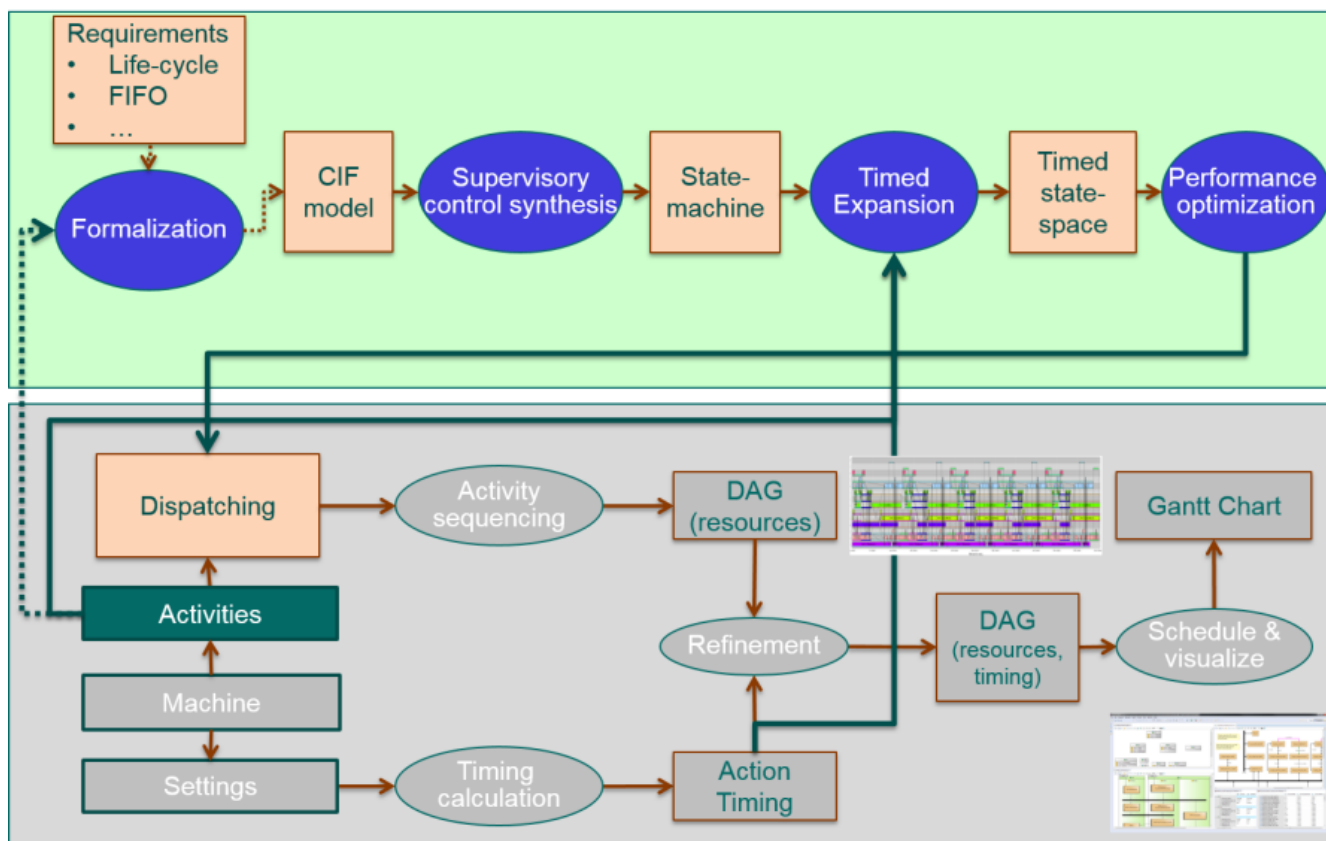 Requirements
• Life-cycle
• FIFO
• ...
Formalization
CIF
model
Supervisory
control synthesis
State-
machine
Timed
Expansion
Timed
state-
space
Performance
optimization
Dispatching
Activity
sequencing
DAG
(resources)
Gantt Chart
Activities
Refinement
DAG
(resources,
timing)
Schedule &
visualize
Machine
Settings
Timing
calculation
Action
Timing